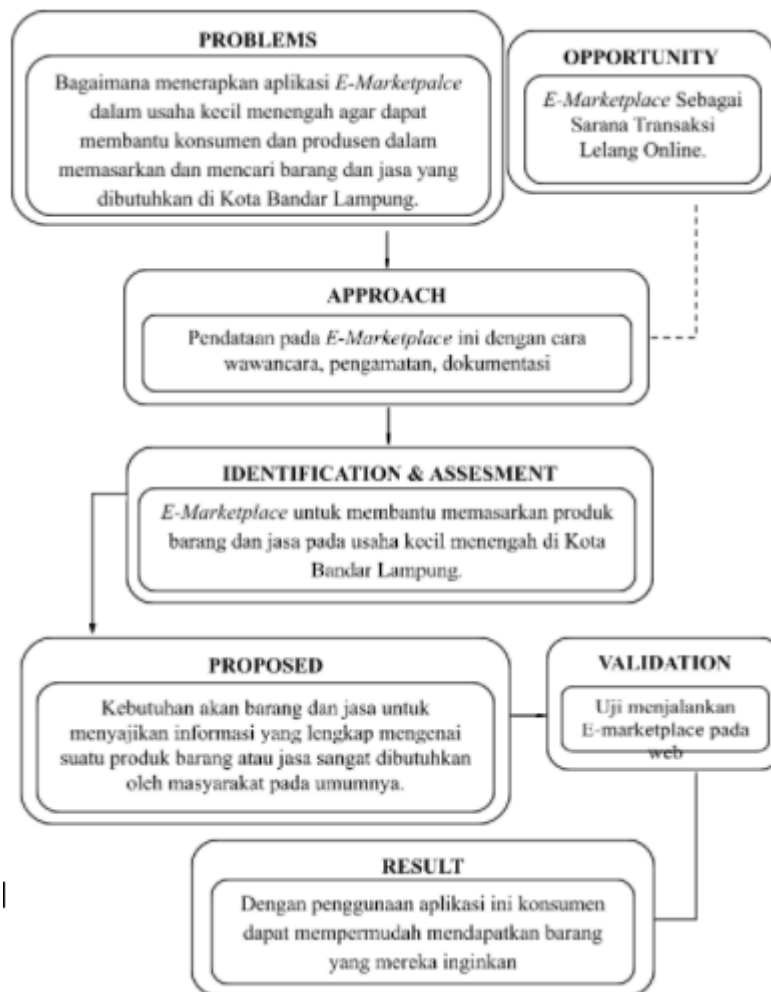 PROBLEMS
Bagaimana menerapkan aplikasi E-Marketpalce
dalam usaha kecil menengah agar dapat
membantu konsumen dan produsen dalam
memasarkan dan mencari barang dan jasa yang
dibutuhkan di Kota Bandar Lampung.
OPPORTUNITY
E-Marketplace Sebagai
Sarana Transaksi
Lelang Online.
APPROACH
Pendataan pada E-Marketplace ini dengan cara
wawancara, pengamatan, dokumentasi
IDENTIFICATION & ASSESMENT
E-Marketplace untuk membantu memasarkan produk
barang dan jasa pada usaha kecil menengah di Kota
Bandar Lampung.
PROPOSED
Kebutuhan akan barang dan jasa untuk
menyajikan informasi yang lengkap mengenai
suatu produk barang atau jasa sangat dibutuhkan
oleh masyarakat pada umumnya.
VALIDATION
Uji menjalankan
E-marketplace pada
web
RESULT
Dengan penggunaan aplikasi ini konsumen
dapat mempermudah mendapatkan barang
yang mereka inginkan